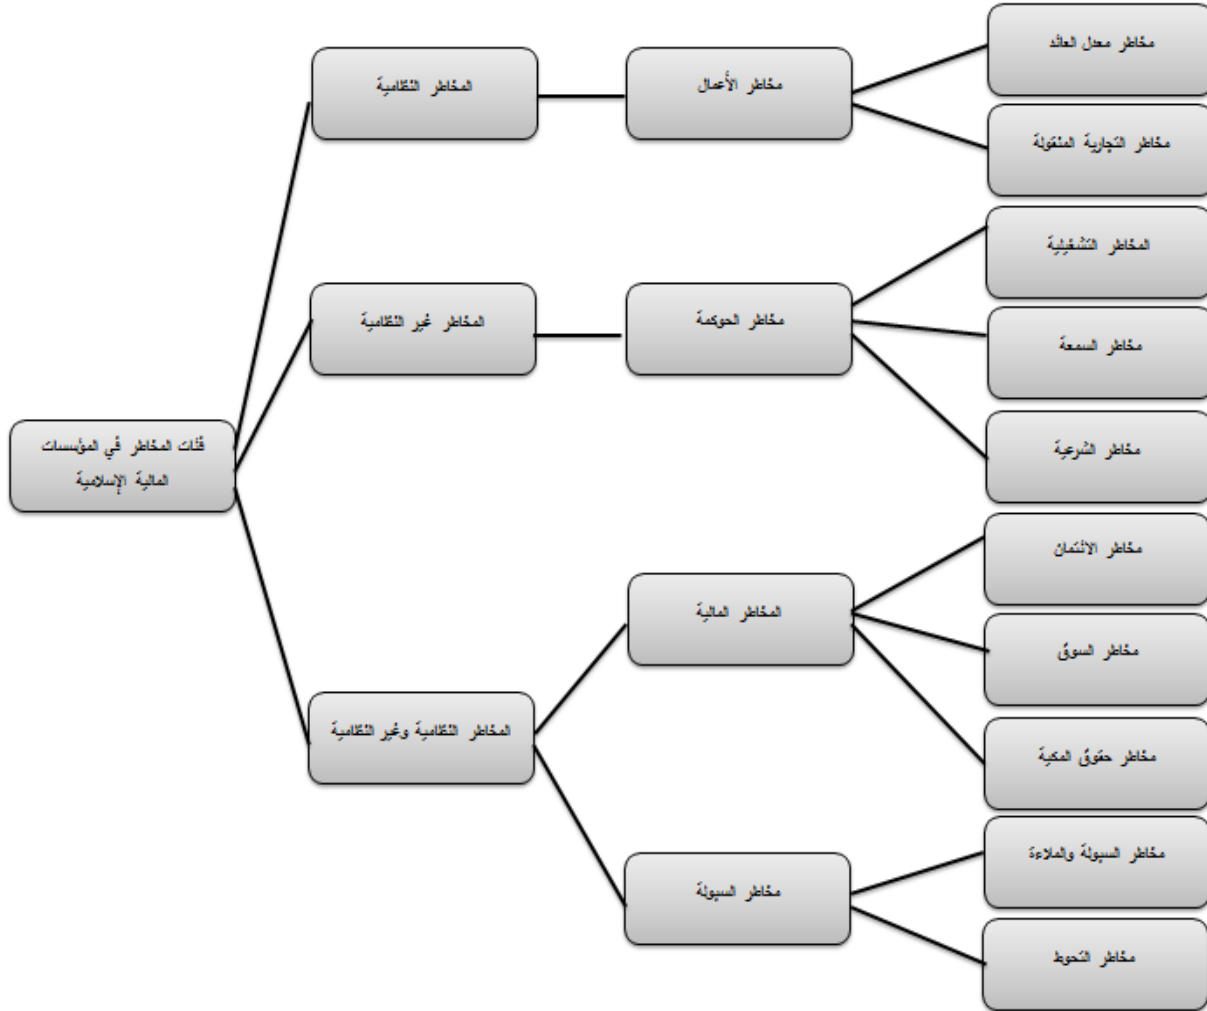 فئات المخاطر في المؤسسات
المالية الإسلامية
المخاطر النظامية
مخاطر الأعمال
مخاطر معدل العائد
مخاطر التجارية المنقولة
المخاطر غير النظامية
مخاطر الحوكمة
المخاطر التشغيلية
مخاطر السمعة
مخاطر الشرعية
المخاطر النظامية وغير النظامية
المخاطر المالية
مخاطر الائتمان
مخاطر السوق
مخاطر حقوق المكية
مخاطر السيولة
مخاطر السيولة والملاءة
مخاطر التحوط